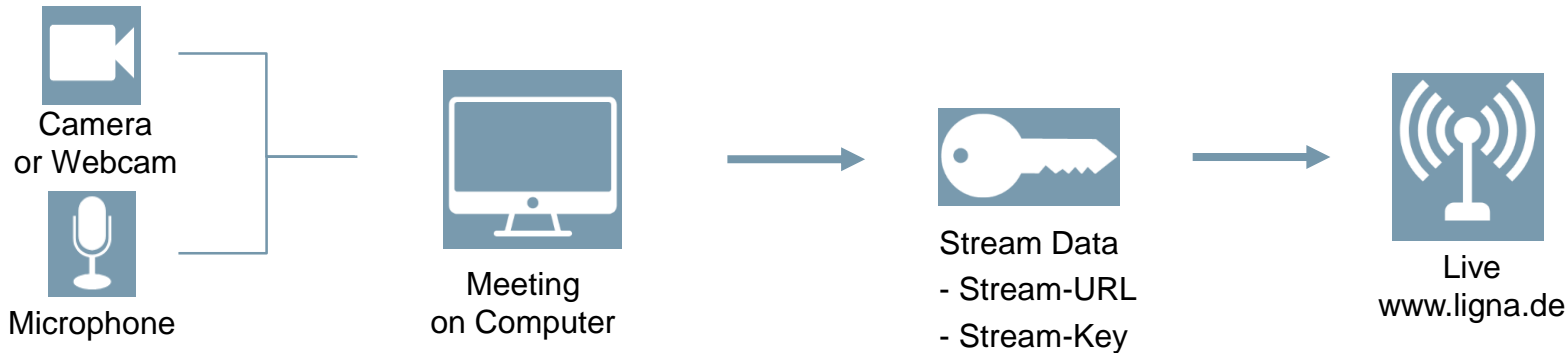 Camera
or Webcam
Microphone
Meeting
on Computer
Stream Data
- Stream-URL
- Stream-Key
Live
www.ligna.de